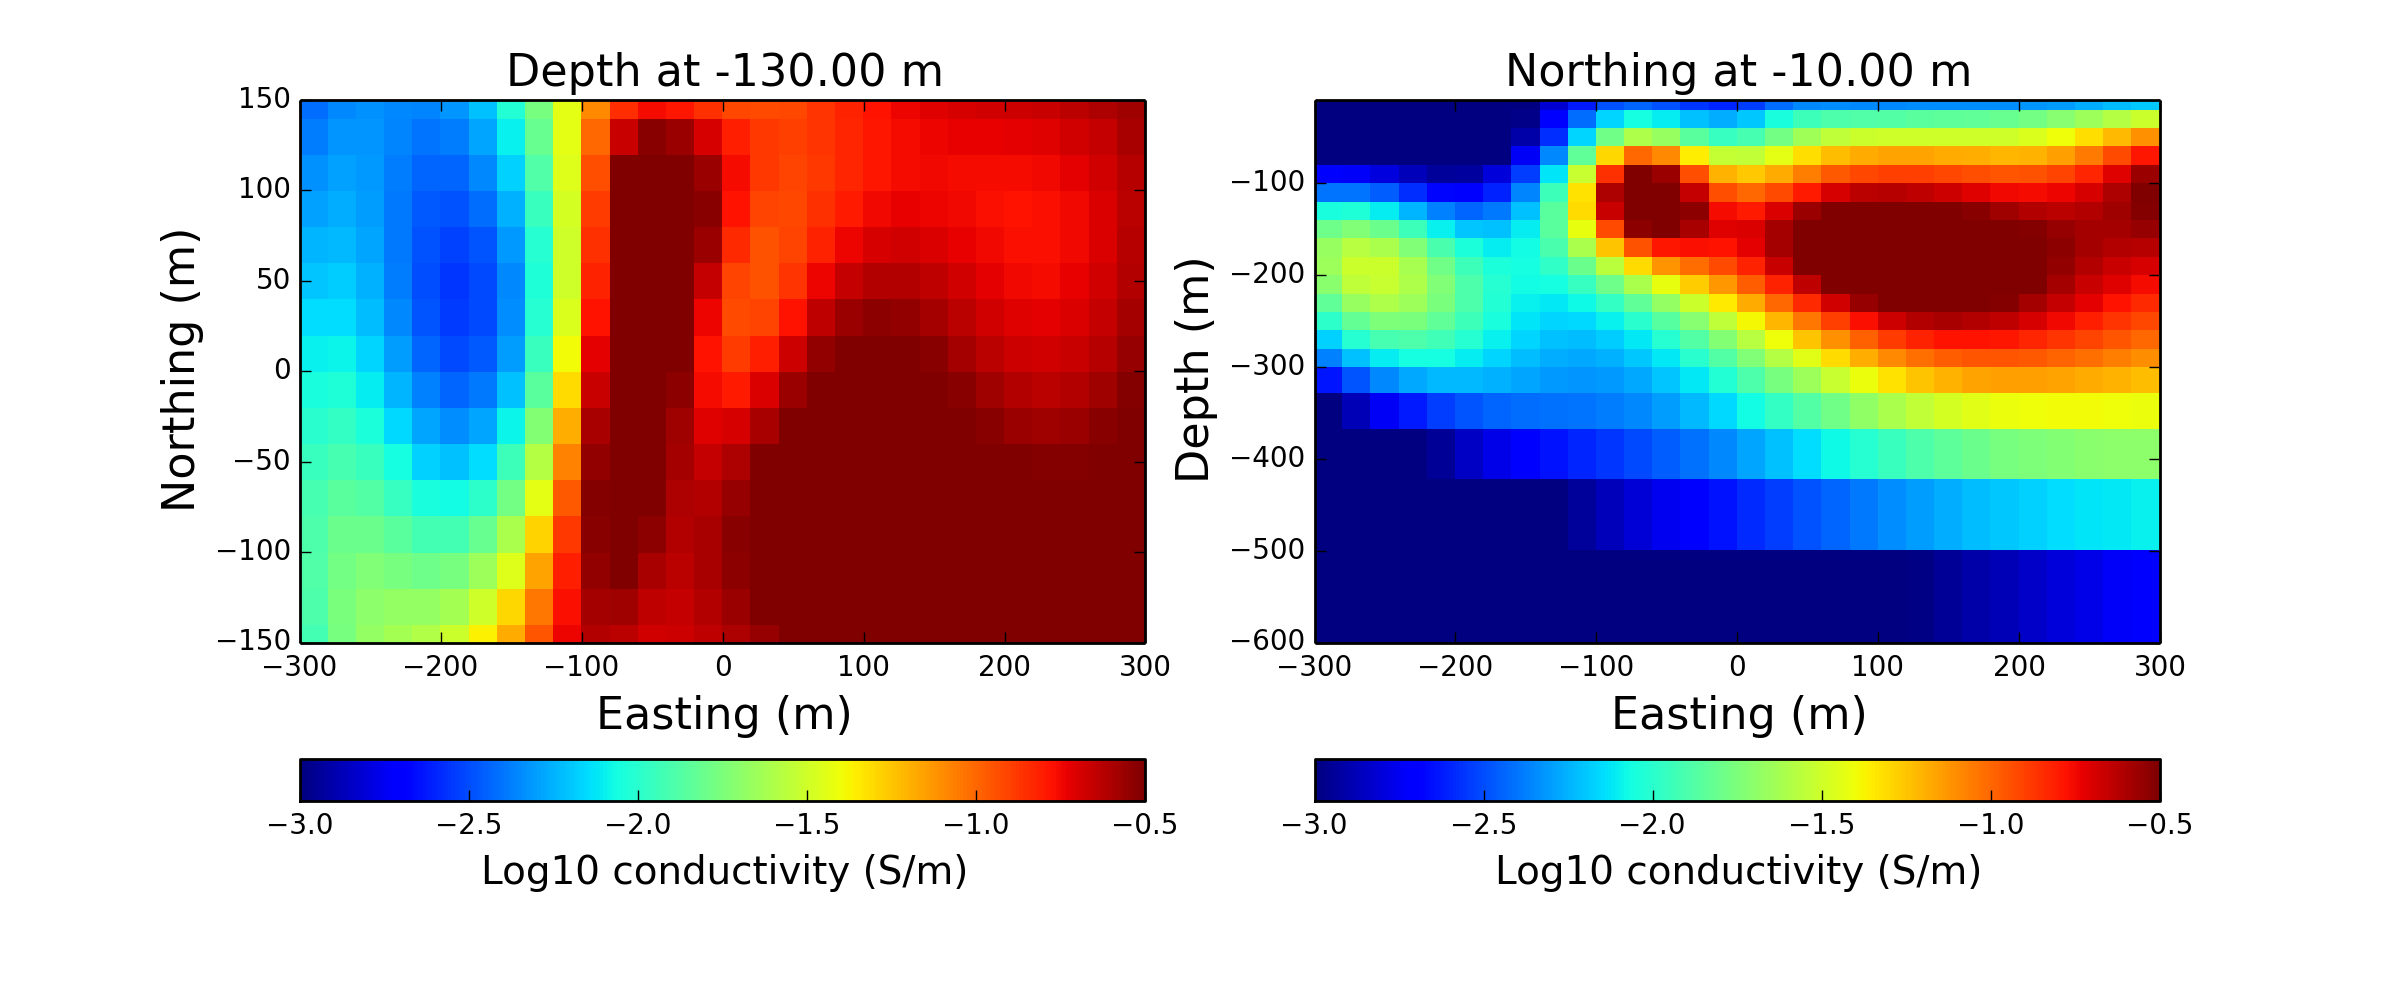 Depth at -130.00 m
150
100
50
0
−50
−100
−150
Northing (m)
−300 −200 −100 0 100 200 300
Easting (m)
−3.0 −2.5 −2.0 −1.5 −1.0 −0.5
Log10 conductivity (S/m)
Northing at -10.00 m
−100
−200
−300
−400
−500
−600
Depth (m)
−300 −200 −100 0 100 200 300
Easting (m)
−3.0 −2.5 −2.0 −1.5 −1.0 −0.5
Log10 conductivity (S/m)